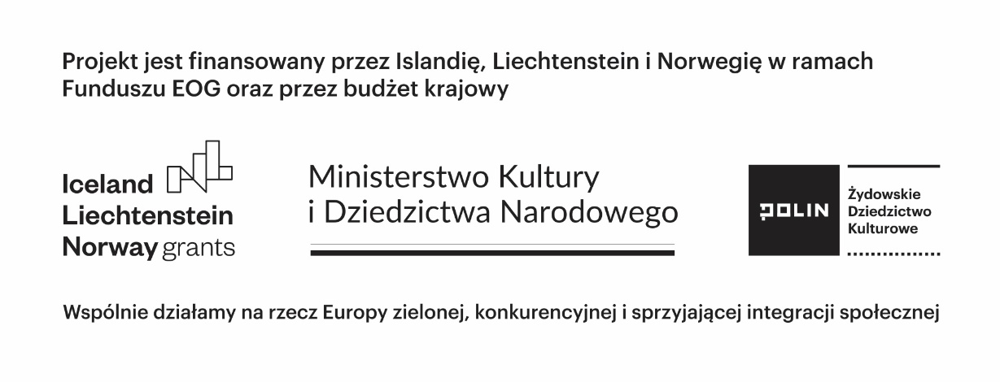 Projekt jest finansowany przez Islandię, Liechtenstein i Norwegię w ramach
Funduszu EOG oraz przez budżet krajowy
Iceland
Liechtenstein
Norway grants
Ministerstwo Kultury
i Dziedzictwa Narodowego
POLIN
Żydowskie
Dziedzictwo
Kulturowe
Wspólnie działamy na rzecz Europy zielonej, konkurencyjnej i sprzyjającej integracji społecznej